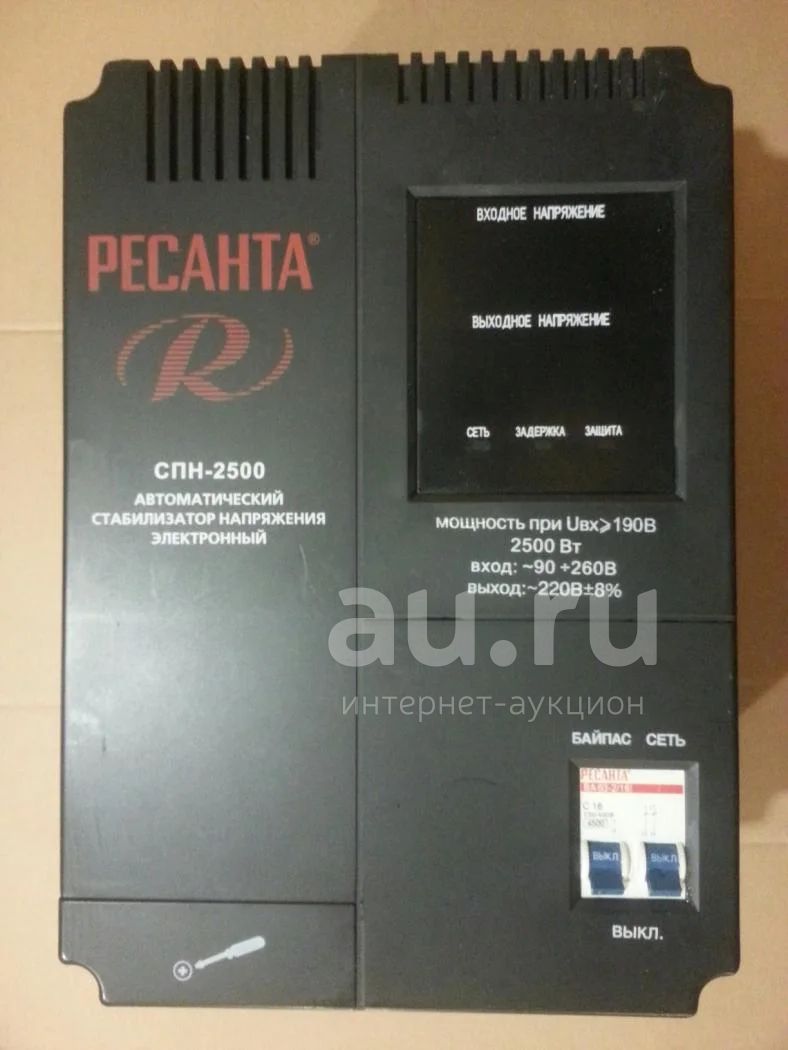 РЕСАНТА®
R
СПН-2500
АВТОМАТИЧЕСКИЙ
СТАБИЛИЗАТОР НАПРЯЖЕНИЯ
ЭЛЕКТРОННЫЙ
ВХОДНОЕ НАПРЯЖЕНИЕ
ВЫХОДНОЕ НАПРЯЖЕНИЕ
СЕТЬ ЗАДЕРЖКА ЗАЩИТА
мощность при Uвх⩾190В
2500 Вт
вход: ~90 ÷260В
выход:~220В±8%
au.ru
интернет-аукцион
БАЙПАС СЕТЬ
РЕСАНТА
C 16
4500
ВЫКЛ ВЫКЛ
ВЫКЛ.